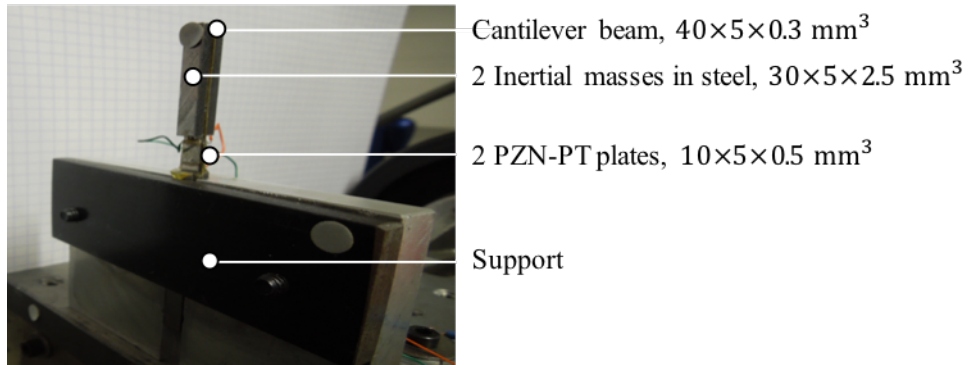 Cantilever beam, 40×5×0.3 mm³
2 Inertial masses in steel, 30×5×2.5 mm³
2 PZN-PT plates, 10×5×0.5 mm³
Support